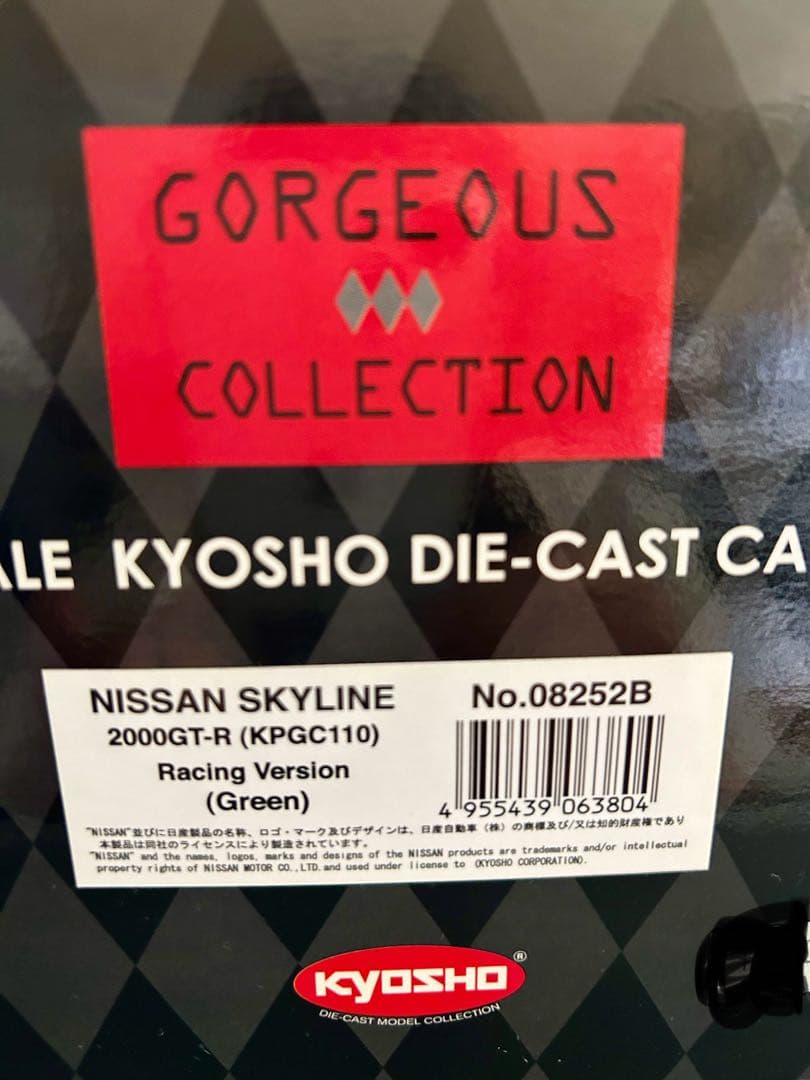 GORGEOUS
COLLECTION
ALE KYOSHO DIE-CAST CA
NISSAN SKYLINE
2000GT-R (KPGC110)
Racing Version
(Green)
No.08252B
4 955439 063804
"NISSAN"並びに日産製品の名称、ロゴ・マーク及びデザインは、日産自動車(株)の商標及び/又は知的財産権であり
本製品は同社のライセンスにより製造されています。
"NISSAN" and the names, logos, marks and designs of the NISSAN products are trademarks and/or intellectual
property rights of NISSAN MOTOR CO.,LTD.and used under license to (KYOSHO CORPORATION).
KYOSHO®
DIE-CAST MODEL COLLECTION